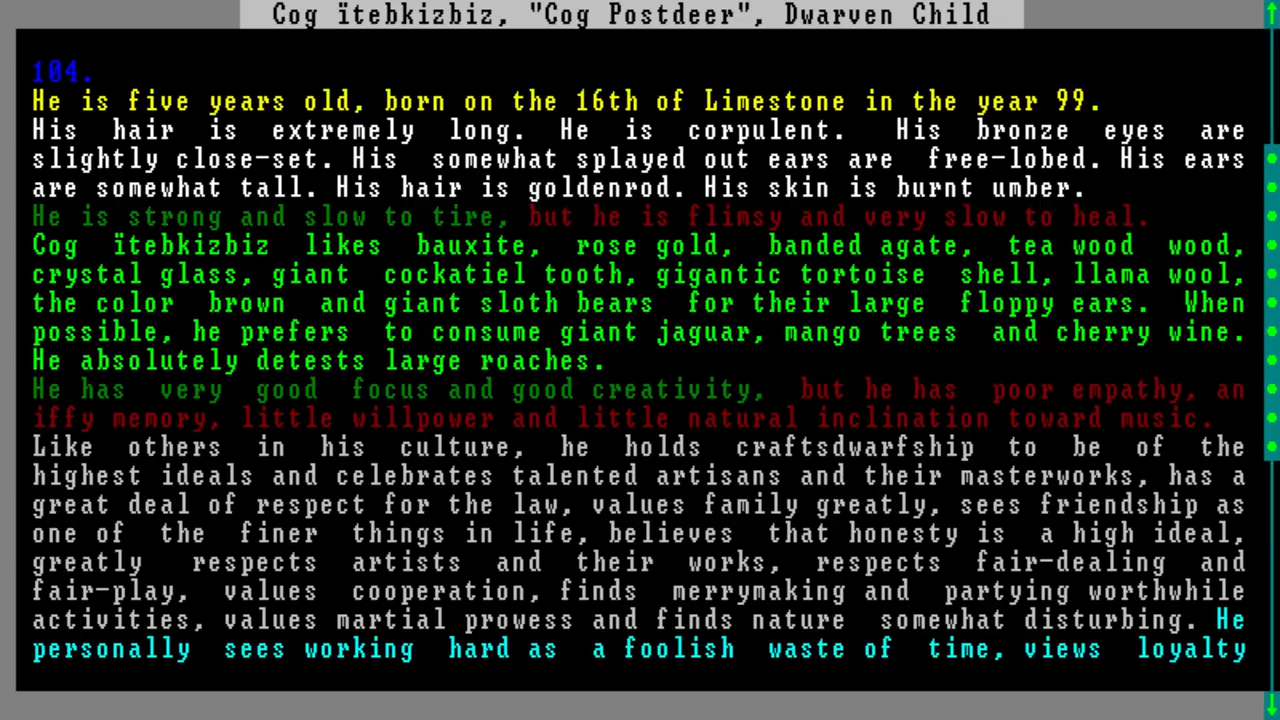 Cog ïtebkizbiz, "Cog Postdeer", Dwarven Child
104.
He is five years old, born on the 16th of Limestone in the year 99.
His hair is extremely long. He is corpulent. His bronze eyes are
slightly close-set. His somewhat splayed out ears are free-lobed. His ears
are somewhat tall. His hair is goldenrod. His skin is burnt umber.
He is strong and slow to tire, but he is flimsy and very slow to heal.
Cog ïtebkizbiz likes bauxite, rose gold, banded agate, tea wood wood,
crystal glass, giant cockatiel tooth, gigantic tortoise shell, llama wool,
the color brown and giant sloth bears for their large floppy ears. When
possible, he prefers to consume giant jaguar, mango trees and cherry wine.
He absolutely detests large roaches.
He has very good focus and good creativity, but he has poor empathy, an
iffy memory, little willpower and little natural inclination toward music.
Like others in his culture, he holds craftsdwarfship to be of the
highest ideals and celebrates talented artisans and their masterworks, has a
great deal of respect for the law, values family greatly, sees friendship as
one of the finer things in life, believes that honesty is a high ideal,
greatly respects artists and their works, respects fair-dealing and
fair-play, values cooperation, finds merrymaking and partying worthwhile
activities, values martial prowess and finds nature somewhat disturbing. He
personally sees working hard as a foolish waste of time, views loyalty